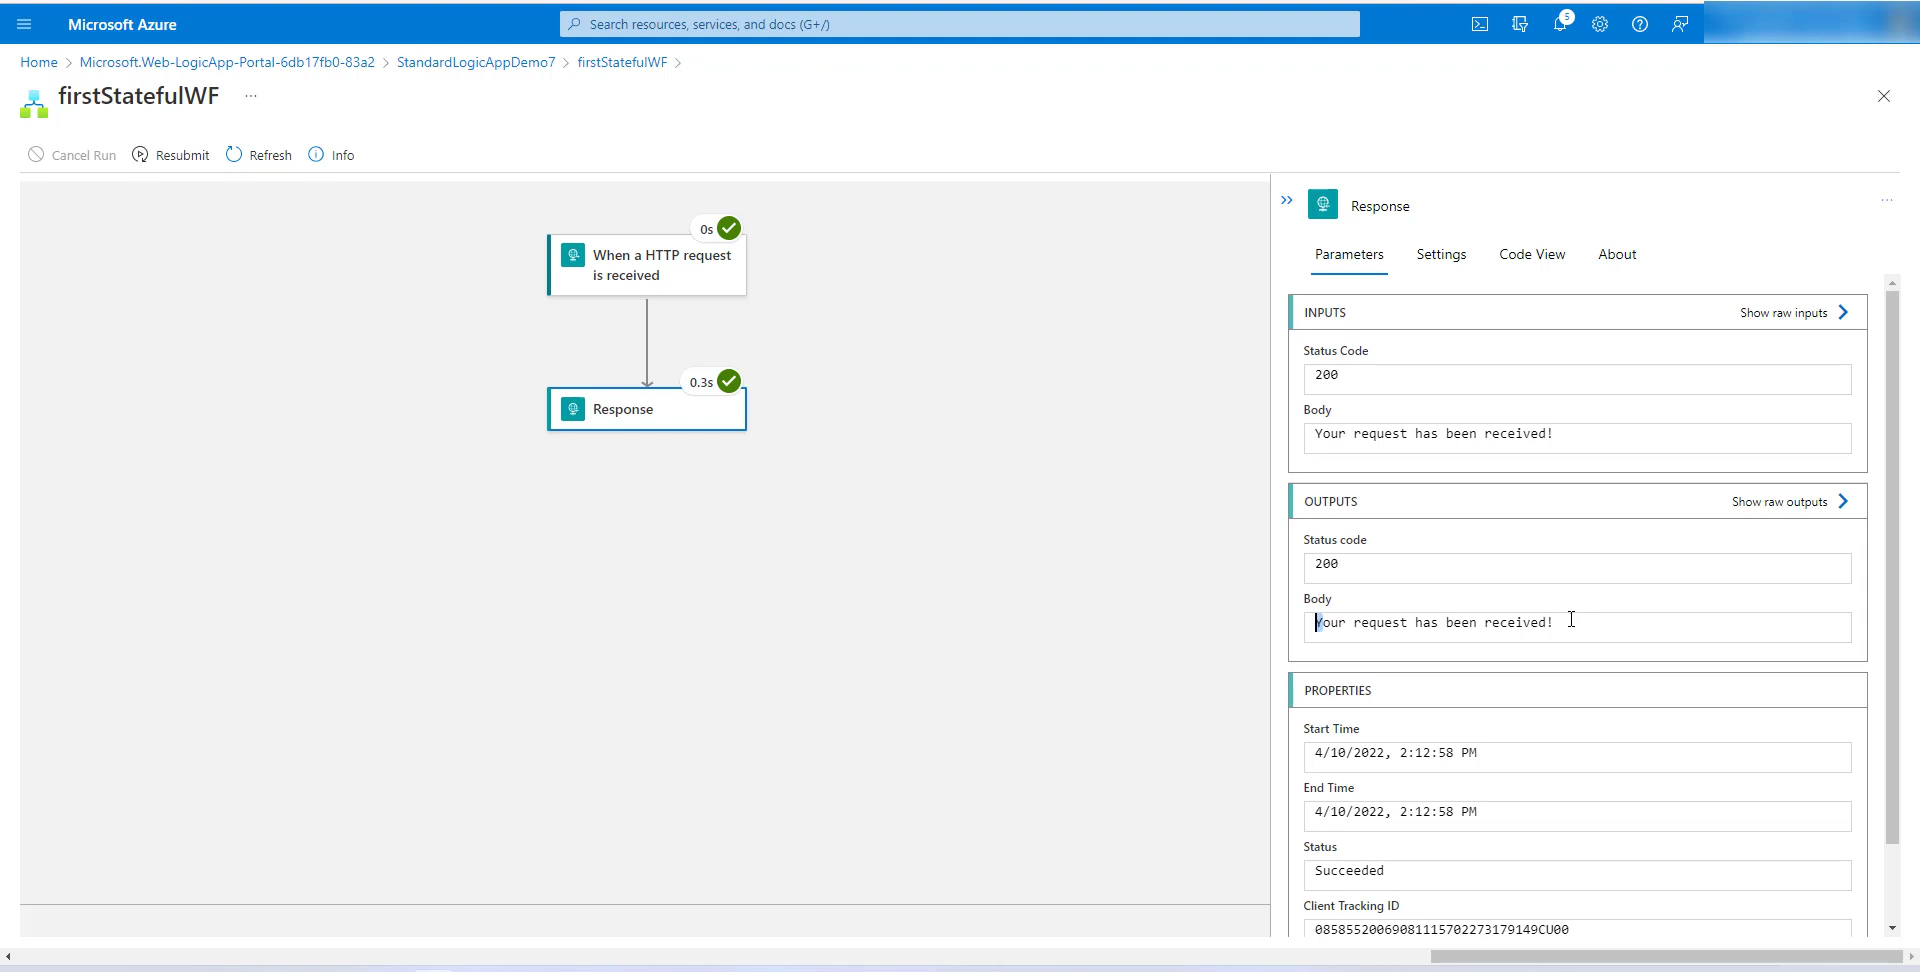 Microsoft Azure
Search resources, services, and docs (G+/)
5
Home > Microsoft.Web-LogicApp-Portal-6db17fb0-83a2 > StandardLogicAppDemo7 > firstStatefulWF >
firstStatefulWF ...
Cancel Run Resubmit Refresh Info
0s
When a HTTP request
is received
0.3s
Response
Response ...
Parameters Settings Code View About
INPUTS Show raw inputs
Status Code
200
Body
Your request has been received!
OUTPUTS Show raw outputs
Status code
200
Body
Your request has been received!
PROPERTIES
Start Time
4/10/2022, 2:12:58 PM
End Time
4/10/2022, 2:12:58 PM
Status
Succeeded
Client Tracking ID
08585520069081115702273179149CU00